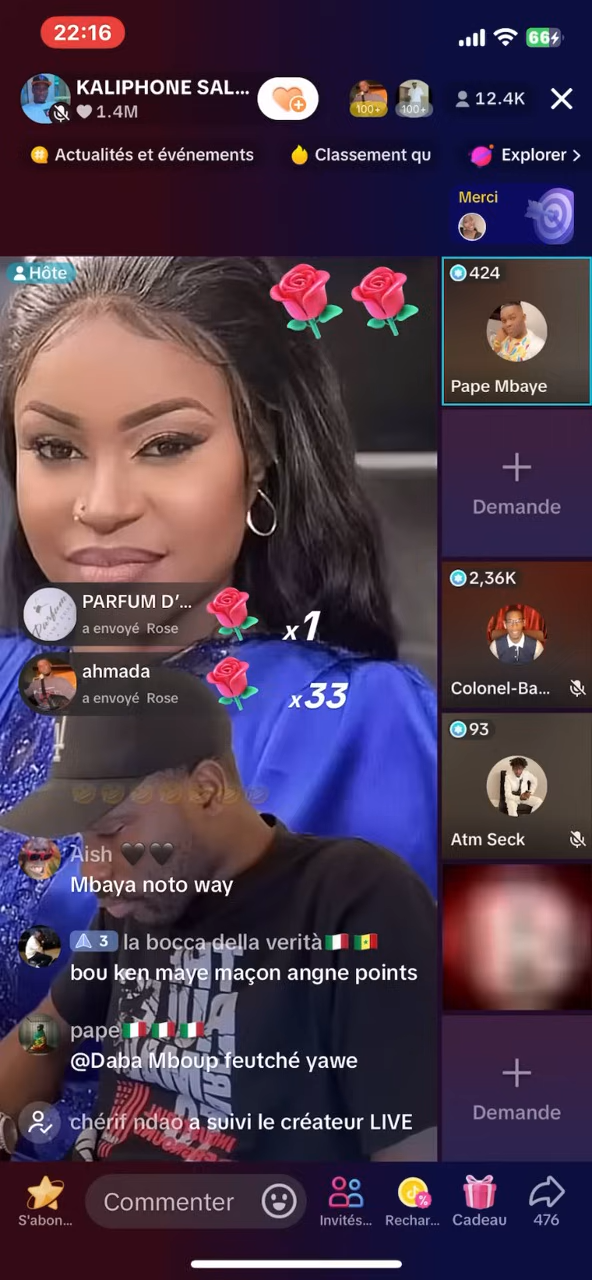 22:16
66
KALIPHONE SAL...
1.4M
100+
100+
12.4K
Actualités et événements
Classement qu
Explorer >
Merci
Hôte
424
Pape Mbaye
Demande
PARFUM D'...
a envoyé Rose
x1
2,36K
Colonel-Ba...
ahmada
a envoyé Rose
x33
93
Atm Seck
Aish 🖤🖤
Mbaya noto way
3 la bocca della verità🇮🇹🇸🇳
bou ken maye maçon angne points
pape🇮🇹🇮🇹🇮🇹
@Daba Mboup feutché yawe
chérif ndao a suivi le créateur LIVE
Demande
S'abon...
Commenter
Invités...
Rechar...
Cadeau
476